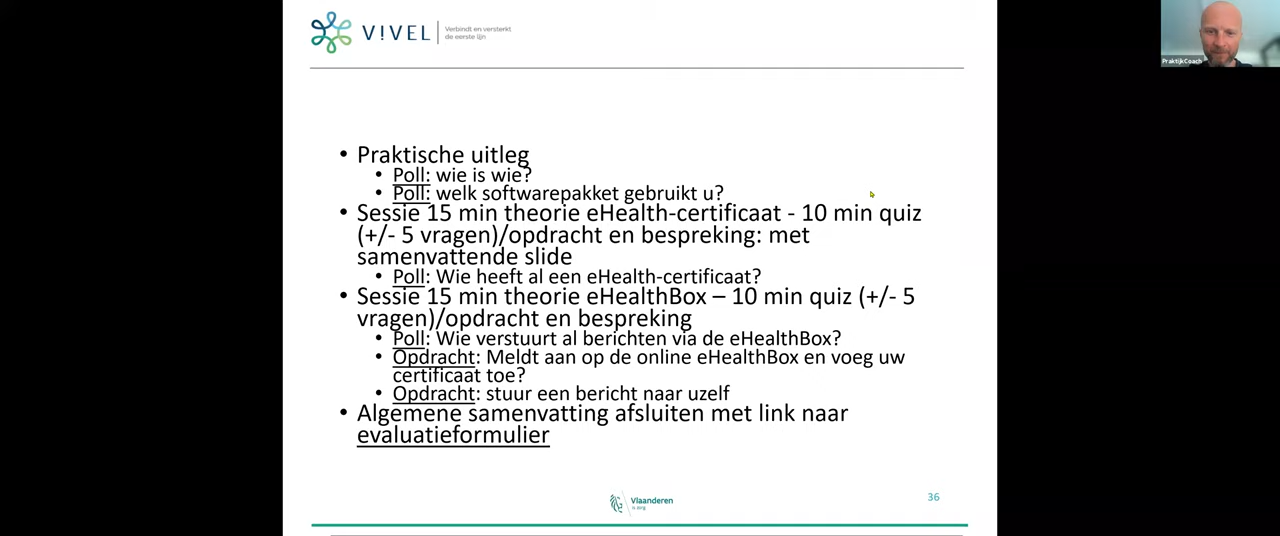 V!VEL
Verbindt en versterkt
de eerste lijn
PraktijkCoach
• Praktische uitleg
• Poll: wie is wie?
• Poll: welk softwarepakket gebruikt u?
• Sessie 15 min theorie eHealth-certificaat - 10 min quiz
(+/- 5 vragen)/opdracht en bespreking: met
samenvattende slide
• Poll: Wie heeft al een eHealth-certificaat?
• Sessie 15 min theorie eHealthBox – 10 min quiz (+/- 5
vragen)/opdracht en bespreking
• Poll: Wie verstuurt al berichten via de eHealthBox?
• Opdracht: Meldt aan op de online eHealthBox en voeg uw
certificaat toe?
• Opdracht: stuur een bericht naar uzelf
• Algemene samenvatting afsluiten met link naar
evaluatieformulier
Vlaanderen
is zorg
36